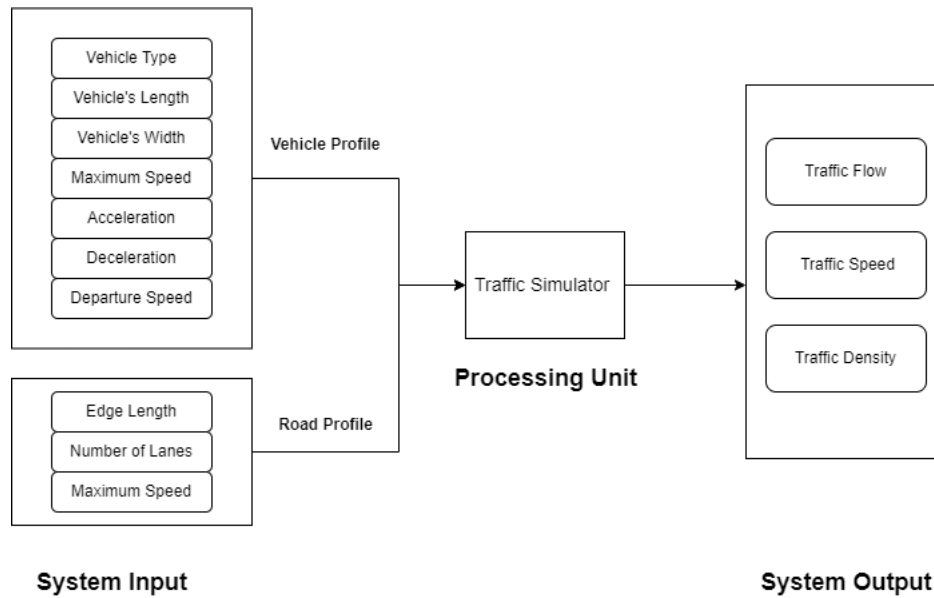 Vehicle Type
Vehicle's Length
Vehicle's Width
Maximum Speed
Acceleration
Deceleration
Departure Speed
Vehicle Profile
Edge Length
Number of Lanes
Maximum Speed
Road Profile
Traffic Simulator
Processing Unit
Traffic Flow
Traffic Speed
Traffic Density
System Input
System Output